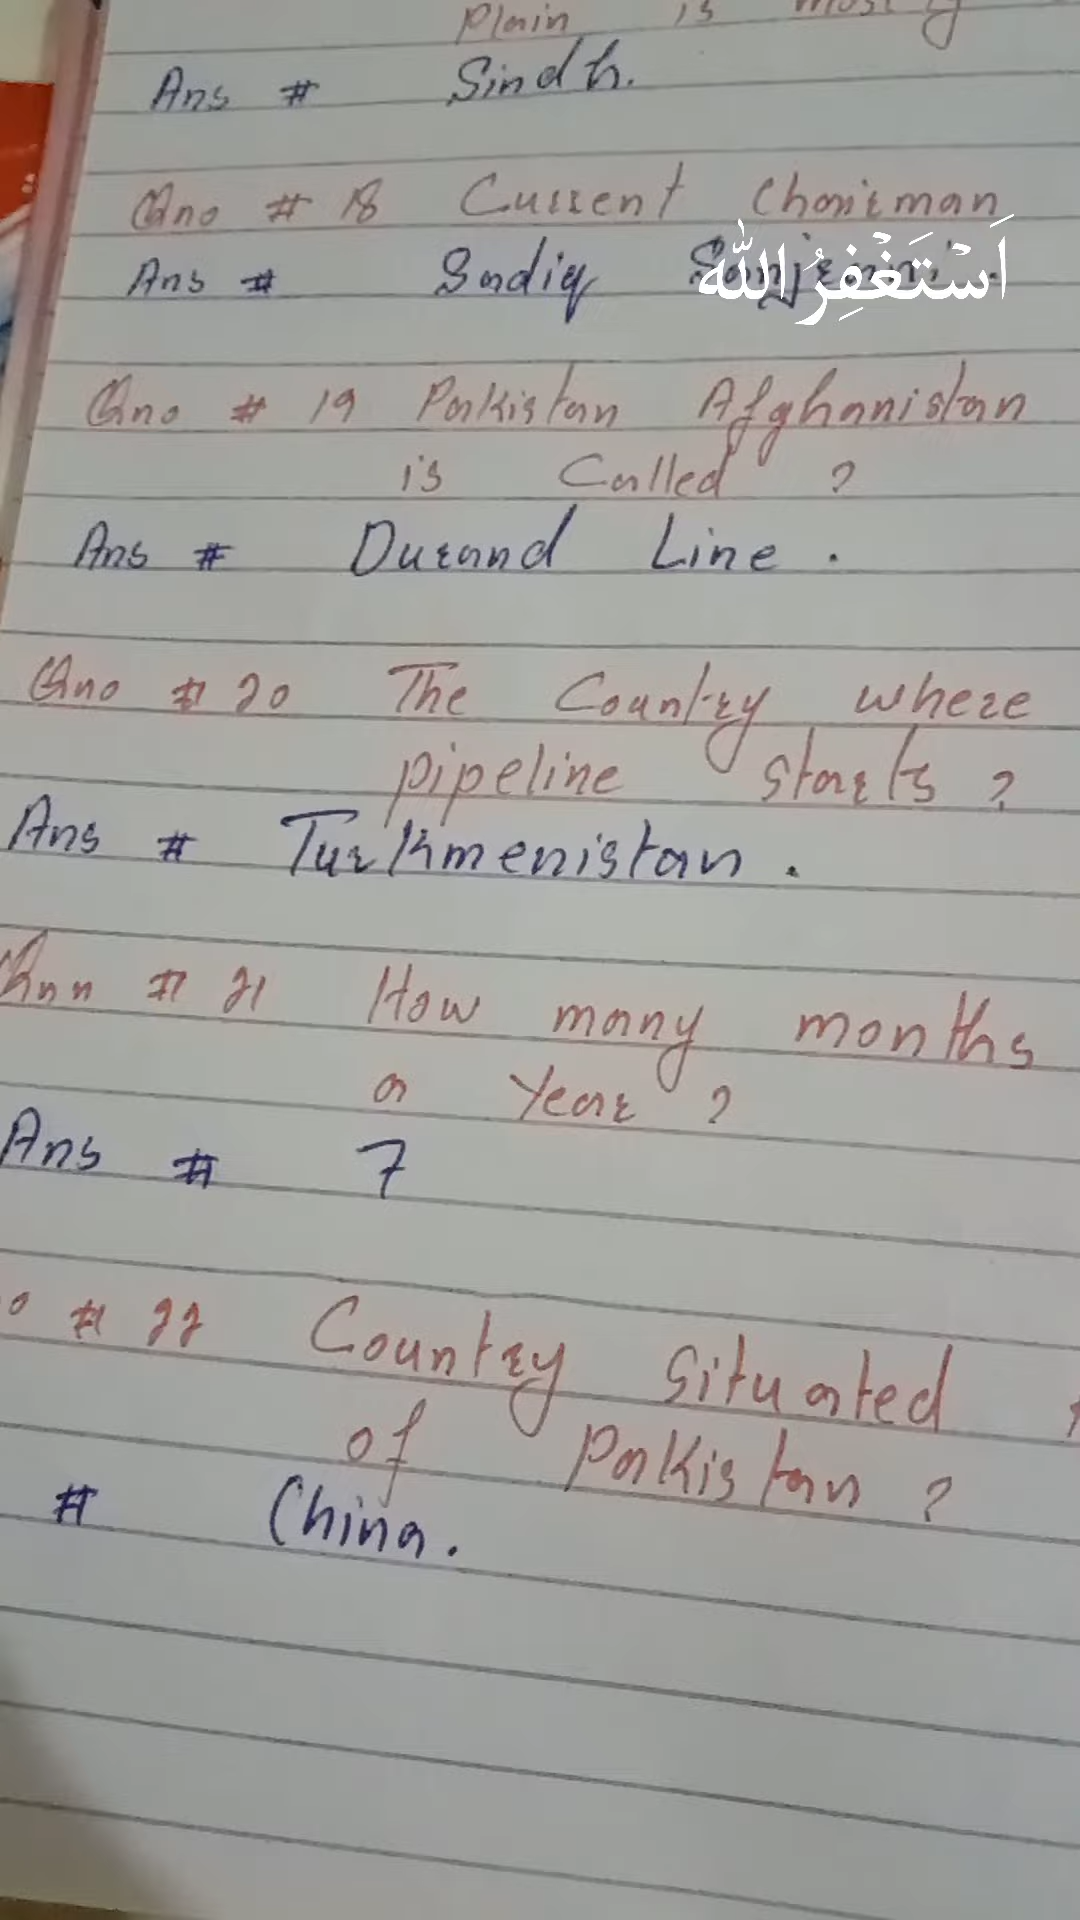 Plain is mostly
Ans # Sindh.
Qno # 18 Current Chairman
Ans # Sadiq Sanjrani.
اَسْتَغْفِرُاللّٰه
Qno # 19 Pakistan Afghanistan
is Called ?
Ans # Durand Line .
Qno # 20 The Country where
pipeline starts ?
Ans # Turkmenistan .
Qno # 21 How many months
a Year ?
Ans # 7
o # 22 Country Situated
of Pakistan ?
# China.